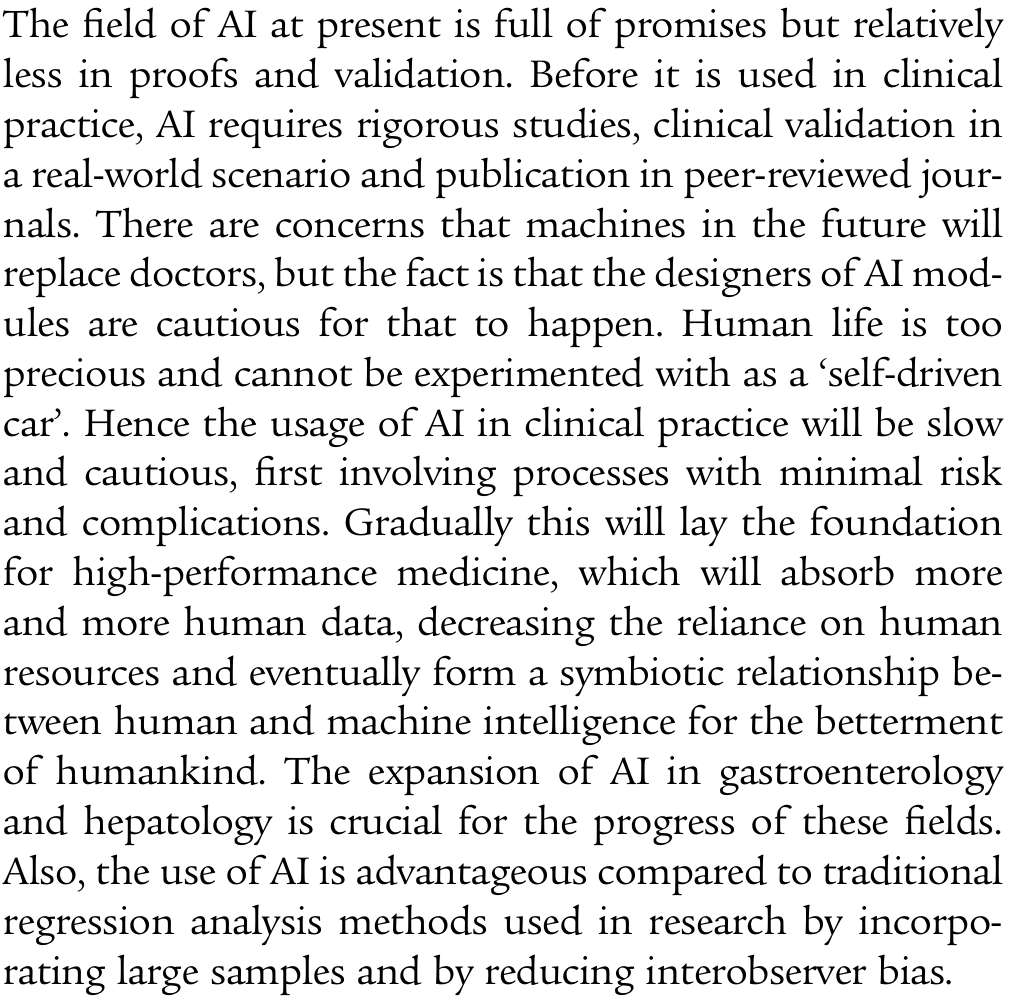 The field of AI at present is full of promises but relatively
less in proofs and validation. Before it is used in clinical
practice, AI requires rigorous studies, clinical validation in
a real-world scenario and publication in peer-reviewed jour-
nals. There are concerns that machines in the future will
replace doctors, but the fact is that the designers of AI mod-
ules are cautious for that to happen. Human life is too
precious and cannot be experimented with as a ‘self-driven
car’. Hence the usage of AI in clinical practice will be slow
and cautious, first involving processes with minimal risk
and complications. Gradually this will lay the foundation
for high-performance medicine, which will absorb more
and more human data, decreasing the reliance on human
resources and eventually form a symbiotic relationship be-
tween human and machine intelligence for the betterment
of humankind. The expansion of AI in gastroenterology
and hepatology is crucial for the progress of these fields.
Also, the use of AI is advantageous compared to traditional
regression analysis methods used in research by incorpo-
rating large samples and by reducing interobserver bias.